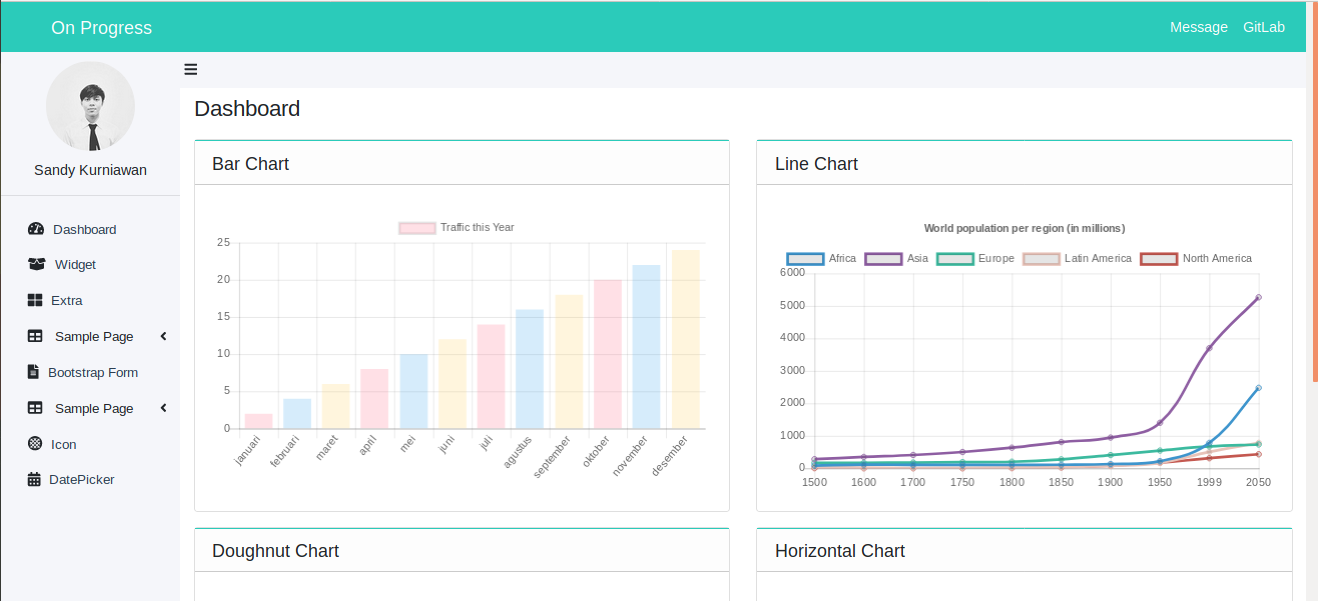 On Progress
Message GitLab
Sandy Kurniawan
Dashboard
Widget
Extra
Sample Page
Bootstrap Form
Sample Page
Icon
DatePicker
Dashboard
Bar Chart
Traffic this Year
25
20
15
10
5
0
januari februari maret april mei juni juli agustus september oktober november desember
Line Chart
World population per region (in millions)
Africa Asia Europe Latin America North America
6000
5000
4000
3000
2000
1000
0
1500 1600 1700 1750 1800 1850 1900 1950 1999 2050
Doughnut Chart
Horizontal Chart